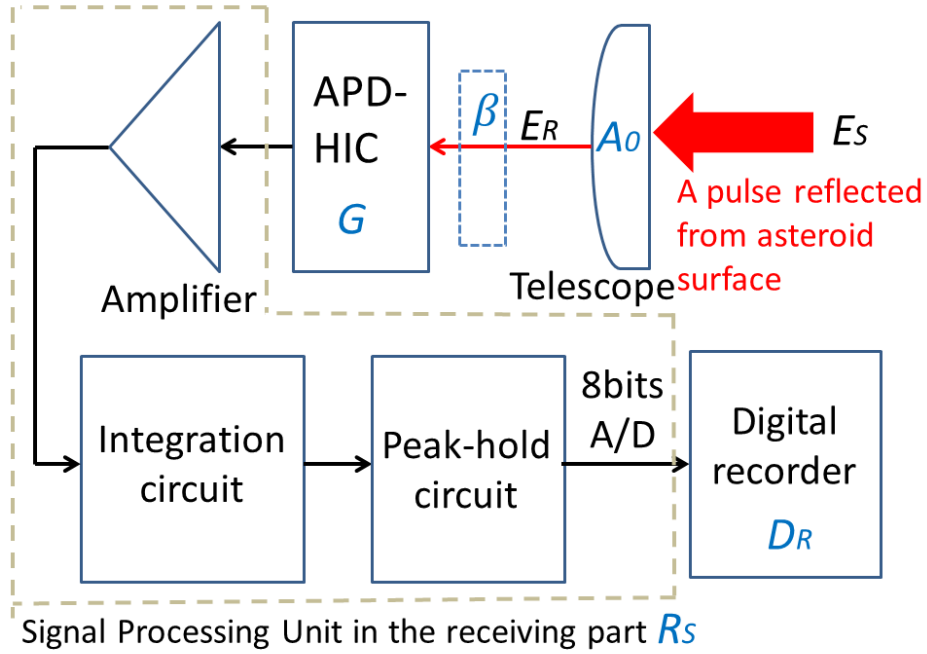 APD-
HIC
G
β
ER
A0
ES
A pulse reflected
from asteroid
surface
Amplifier
Telescope
Integration
circuit
Peak-hold
circuit
8bits
A/D
Digital
recorder
DR
Signal Processing Unit in the receiving part RS